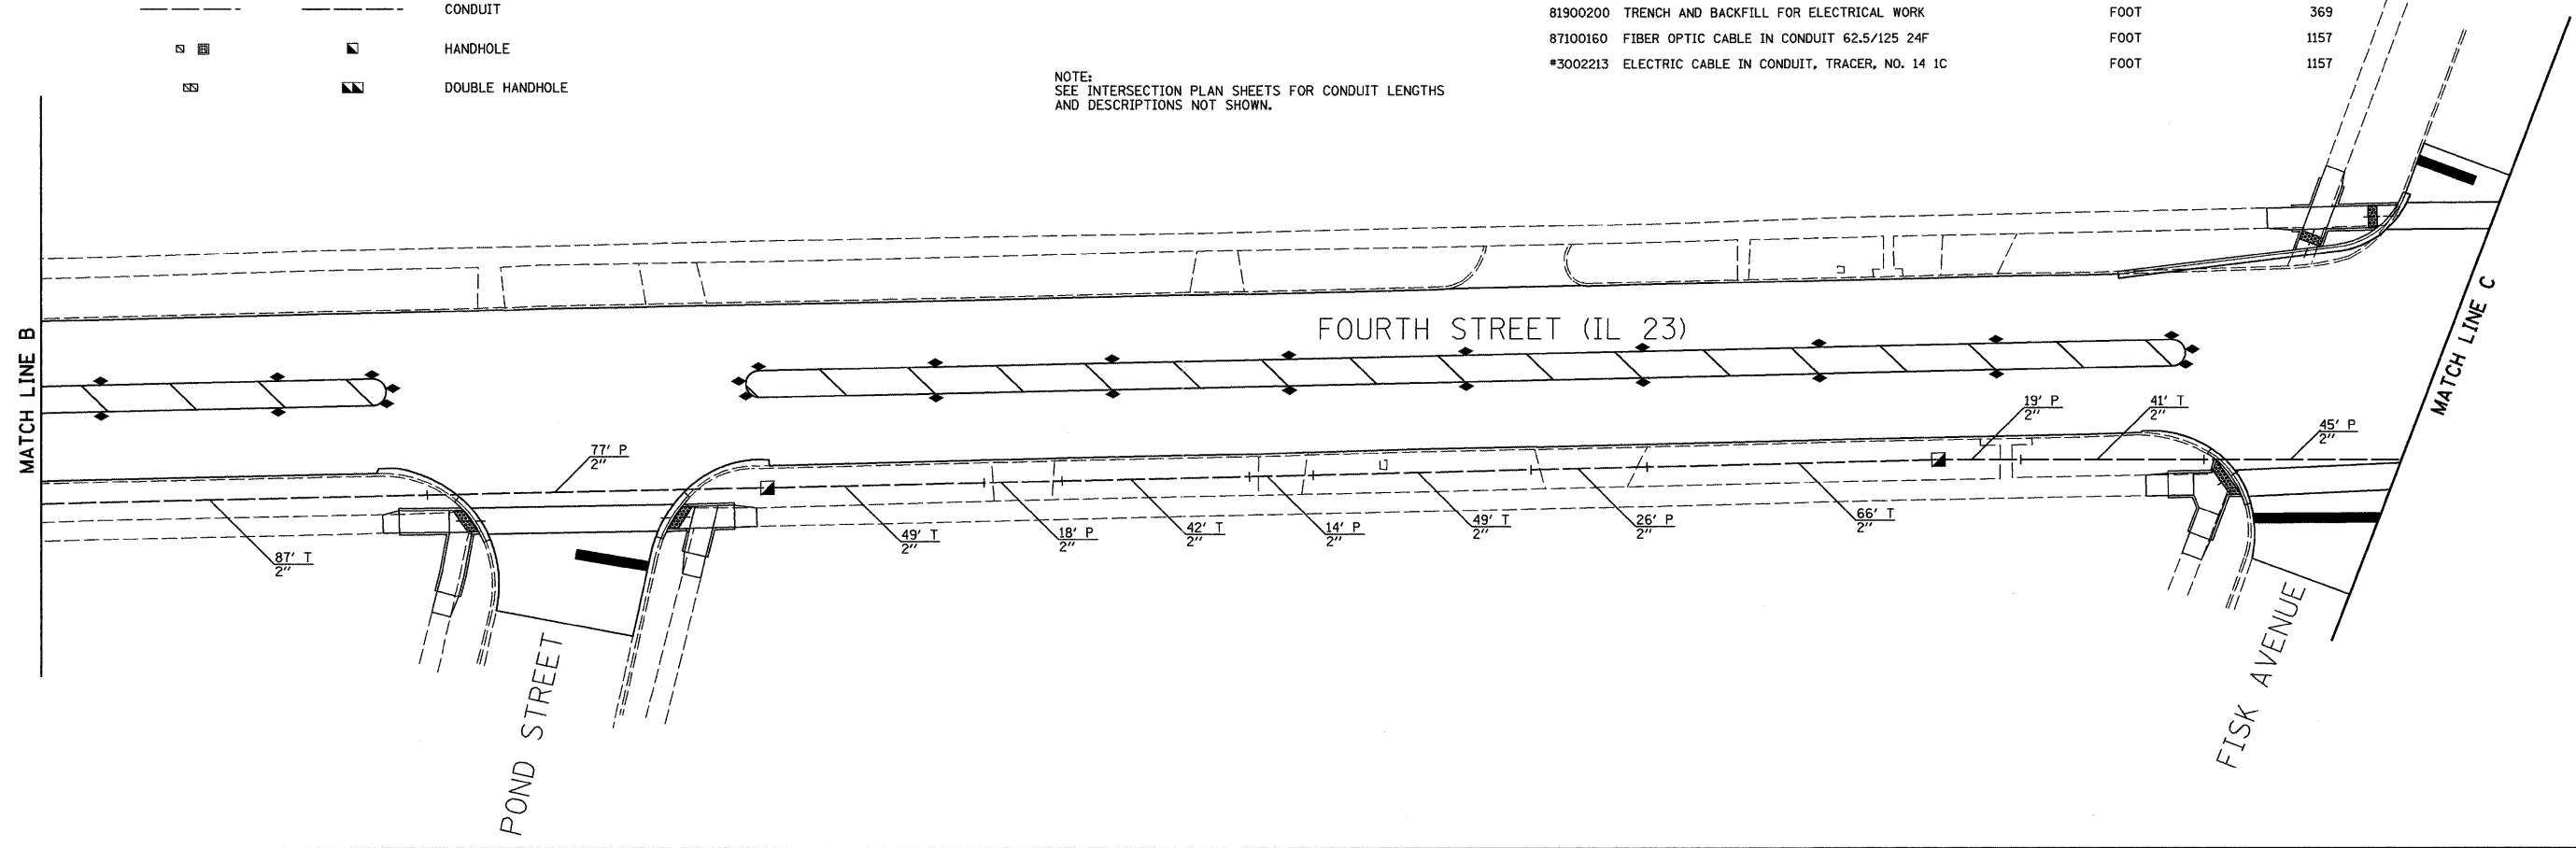 CONDUIT
HANDHOLE
DOUBLE HANDHOLE
81900200 TRENCH AND BACKFILL FOR ELECTRICAL WORK FOOT 369
87100160 FIBER OPTIC CABLE IN CONDUIT 62.5/125 24F FOOT 1157
*3002213 ELECTRIC CABLE IN CONDUIT, TRACER, NO. 14 1C FOOT 1157
NOTE:
SEE INTERSECTION PLAN SHEETS FOR CONDUIT LENGTHS
AND DESCRIPTIONS NOT SHOWN.
MATCH LINE B
FOURTH STREET (IL 23)
MATCH LINE C
77' P
2"
19' P
2"
41' T
2"
45' P
2"
87' T
2"
49' T
2"
18' P
2"
42' T
2"
14' P
2"
49' T
2"
26' P
2"
66' T
2"
POND STREET
FISK AVENUE